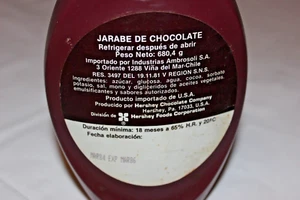 JARABE DE CHOCOLATE
Refrigerar después de abrir
Peso Neto: 680,4 g
Importado por Industrias Ambrosoli S.A.
3 Oriente 1288 Viña del Mar-Chile
RES. 3497 DEL 19.11.81 V REGION S.N.S.
Ingredientes: azúcar, glucosa, agua, cocoa, sorbato
potasio, sal, mono y digliceridos de aceites vegetales,
emulsificantes y sabores autorizados.
Producto importado de U.S.A.
Producido por Hershey Chocolate Company
Hershey, Pa. 17033, U.S.A.
División de Hershey Foods Corporation
Duración mínima: 18 meses a 65% H.R. y 20ºC
Fecha elaboración: